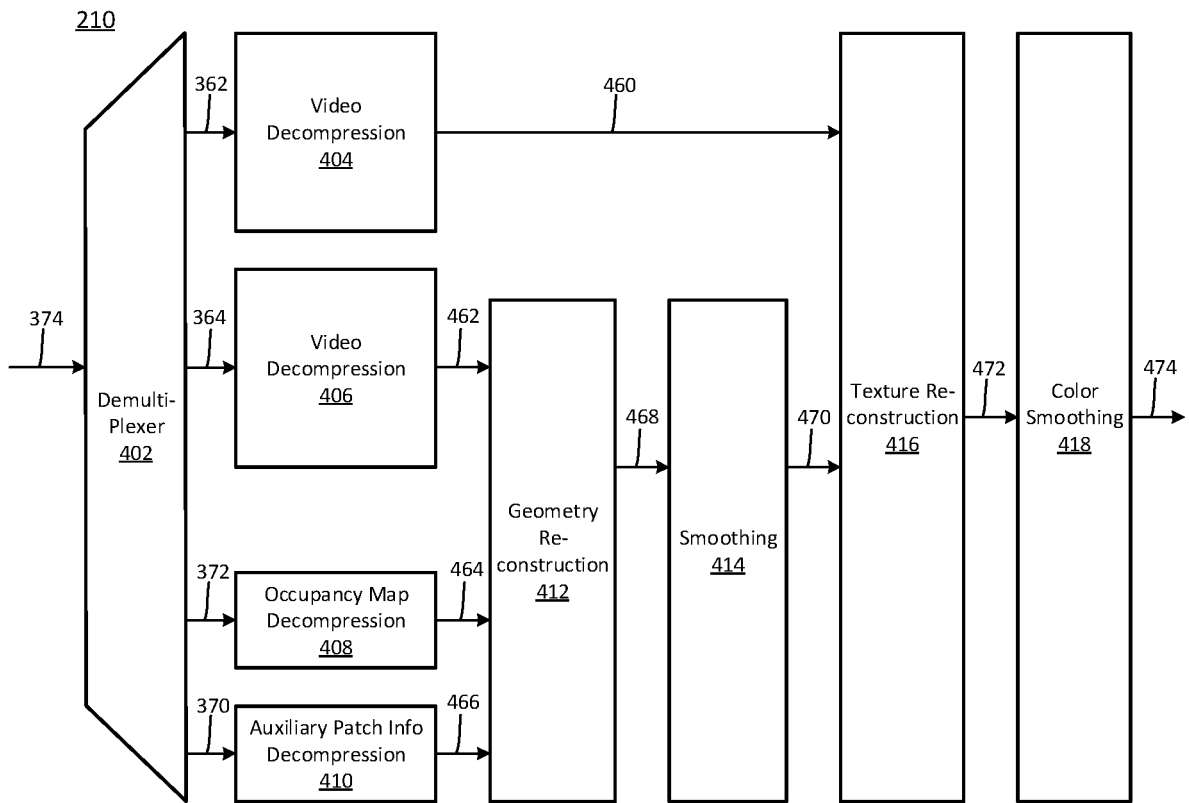 210
362
Video
Decompression
404
460
374
364
Video
Decompression
406
462
Demulti-
Plexer
402
372
Occupancy Map
Decompression
408
464
370
Auxiliary Patch Info
Decompression
410
466
Geometry
Re-
construction
412
468
Smoothing
414
470
Texture Re-
construction
416
472
Color
Smoothing
418
474